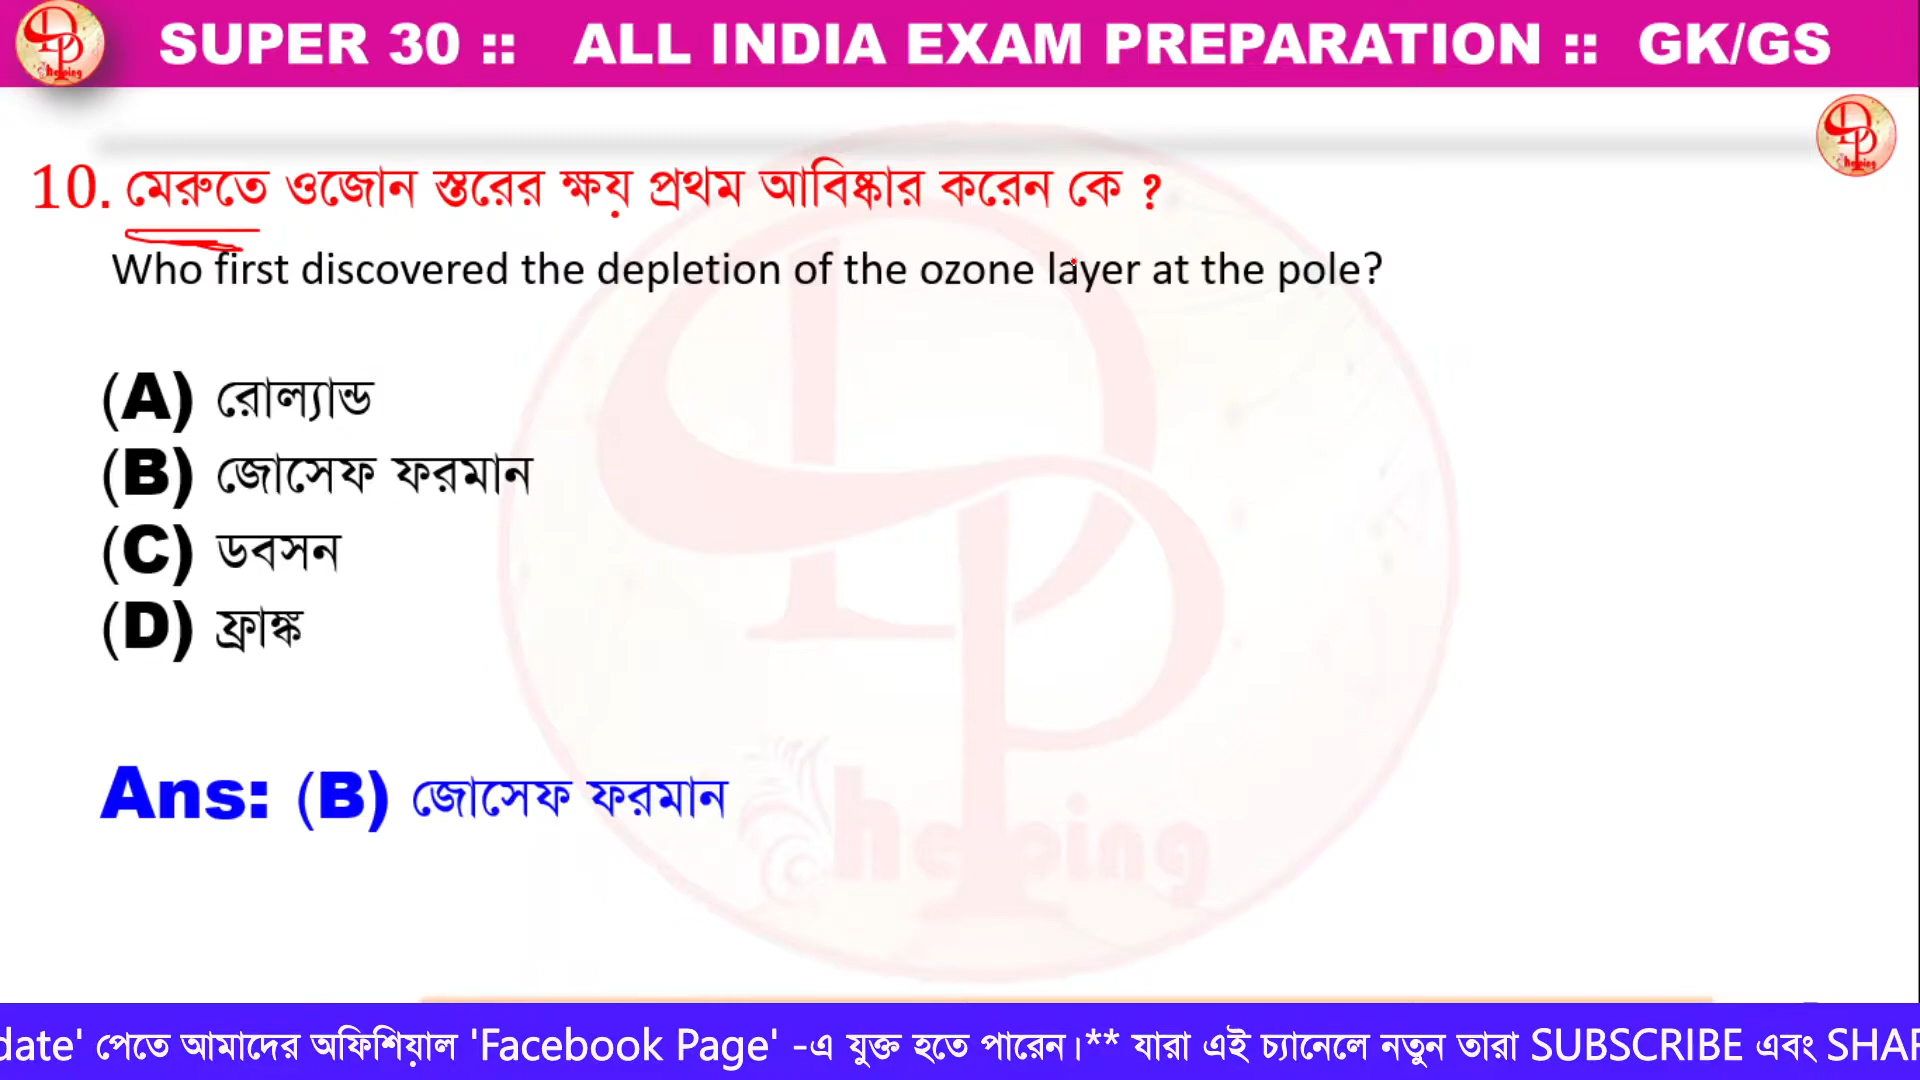 SUPER 30 :: ALL INDIA EXAM PREPARATION :: GK/GS
10. মেরুতে ওজোন স্তরের ক্ষয় প্রথম আবিষ্কার করেন কে ?
Who first discovered the depletion of the ozone layer at the pole?
(A) রোল্যান্ড
(B) জোসেফ ফরমান
(C) ডবসন
(D) ফ্রাঙ্ক
Ans: (B) জোসেফ ফরমান
helping
date' পেতে আমাদের অফিশিয়াল 'Facebook Page' -এ যুক্ত হতে পারেন।** যারা এই চ্যানেলে নতুন তারা SUBSCRIBE এবং SHAR